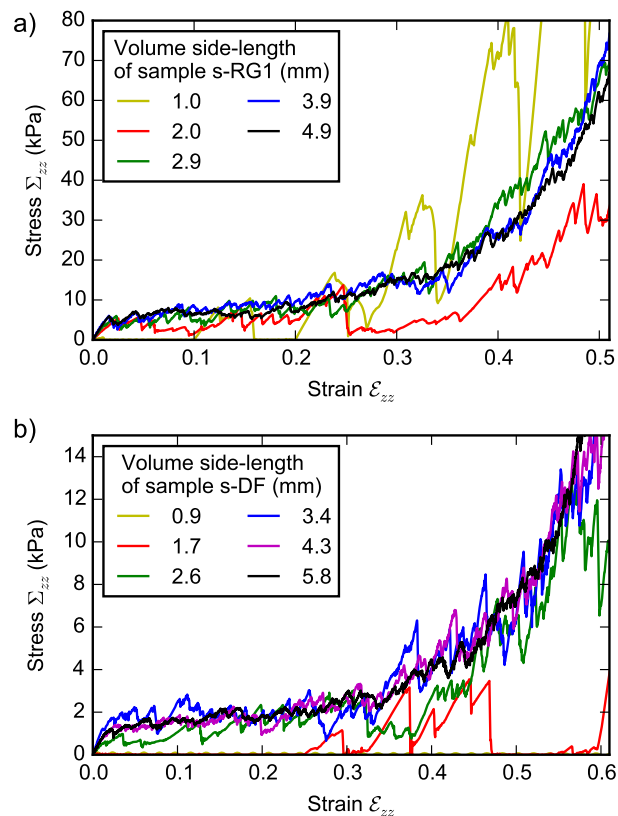 a)
80
70
60
50
40
30
20
10
0
Stress Σzz (kPa)
Volume side-length
of sample s-RG1 (mm)
1.0 3.9
2.0 4.9
2.9
0.0 0.1 0.2 0.3 0.4 0.5
Strain ℰzz
b)
14
12
10
8
6
4
2
0
Stress Σzz (kPa)
Volume side-length
of sample s-DF (mm)
0.9 3.4
1.7 4.3
2.6 5.8
0.0 0.1 0.2 0.3 0.4 0.5 0.6
Strain ℰzz